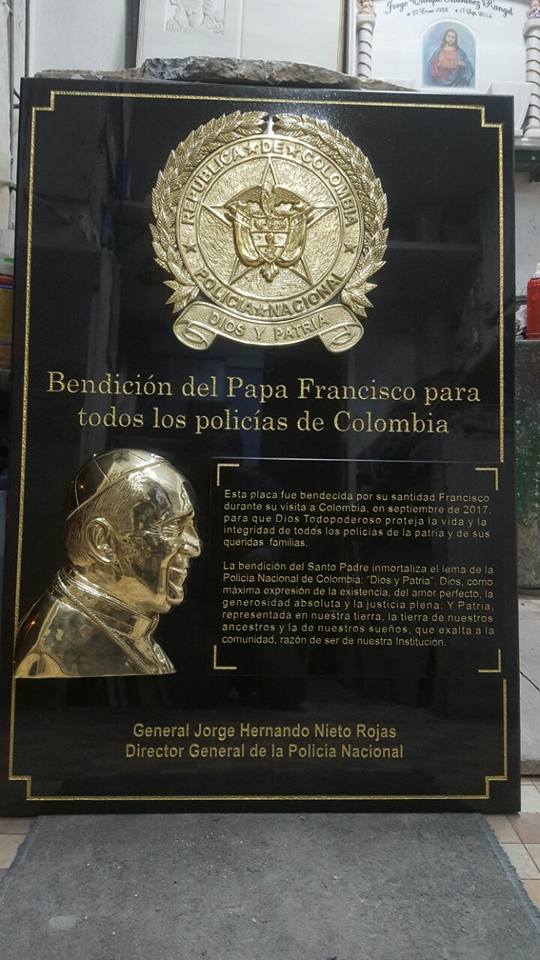 Jorge Enrique Rangel
REPUBLICA★DE★COLOMBIA
POLICIA★NACIONAL
DIOS Y PATRIA
Bendición del Papa Francisco para
todos los policías de Colombia
Esta placa fue bendecida por su santidad Francisco
durante su visita a Colombia, en septiembre de 2017,
para que Dios Todopoderoso proteja la vida y la
integridad de todos los policías de la patria y de sus
queridas familias.
La bendición del Santo Padre inmortaliza el lema de la
Policía Nacional de Colombia: “Dios y Patria”. Dios, como
máxima expresión de la existencia, del amor perfecto, la
generosidad absoluta y la justicia plena. Y Patria,
representada en nuestra tierra, la tierra de nuestros
ancestros y la de nuestros sueños, que exalta a la
comunidad, razón de ser de nuestra Institución.
General Jorge Hernando Nieto Rojas
Director General de la Policía Nacional